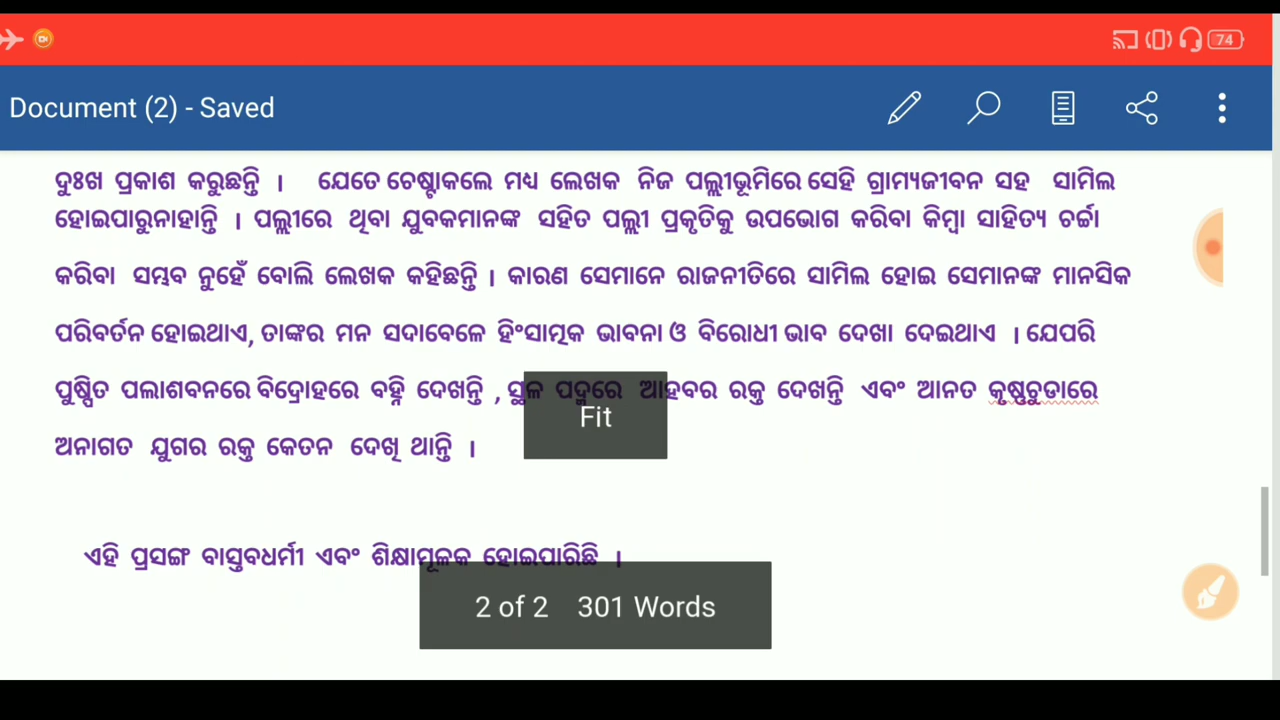 74
Document (2) - Saved
ଦୁଃଖ ପ୍ରକାଶ କରୁଛନ୍ତି । ଯେତେ ଚେଷ୍ଟାକଲେ ମଧ୍ୟ ଲେଖକ ନିଜ ପଲ୍ଲୀଭୂମିରେ ସେହି ଗ୍ରାମ୍ୟଜୀବନ ସହ ସାମିଲ
ହୋଇପାରୁନାହାନ୍ତି । ପଲ୍ଲୀରେ ଥିବା ଯୁବକମାନଙ୍କ ସହିତ ପଲ୍ଲୀ ପ୍ରକୃତିକୁ ଉପଭୋଗ କରିବା କିମ୍ବା ସାହିତ୍ୟ ଚର୍ଚ୍ଚା
କରିବା ସମ୍ଭବ ନୁହେଁ ବୋଲି ଲେଖକ କହିଛନ୍ତି । କାରଣ ସେମାନେ ରାଜନୀତିରେ ସାମିଲ ହୋଇ ସେମାନଙ୍କ ମାନସିକ
ପରିବର୍ତନ ହୋଇଥାଏ, ତାଙ୍କର ମନ ସଦାବେଳେ ହିଂସାତ୍ମକ ଭାବନା ଓ ବିରୋଧୀ ଭାବ ଦେଖା ଦେଇଥାଏ । ଯେପରି
ପୁଷ୍ପିତ ପଲାଶବନରେ ବିଦ୍ରୋହରେ ବହ୍ନି ଦେଖନ୍ତି , ସ୍ଥଳ ପଦ୍ମରେ ଆହବର ରକ୍ତ ଦେଖନ୍ତି ଏବଂ ଆନତ କୃଷ୍ଣଚୁଡାରେ
Fit
ଅନାଗତ ଯୁଗର ରକ୍ତ କେତନ ଦେଖି ଥାନ୍ତି ।
ଏହି ପ୍ରସଙ୍ଗ ବାସ୍ତବଧର୍ମୀ ଏବଂ ଶିକ୍ଷାମୂଳକ ହୋଇପାରିଛି ।
2 of 2 301 Words